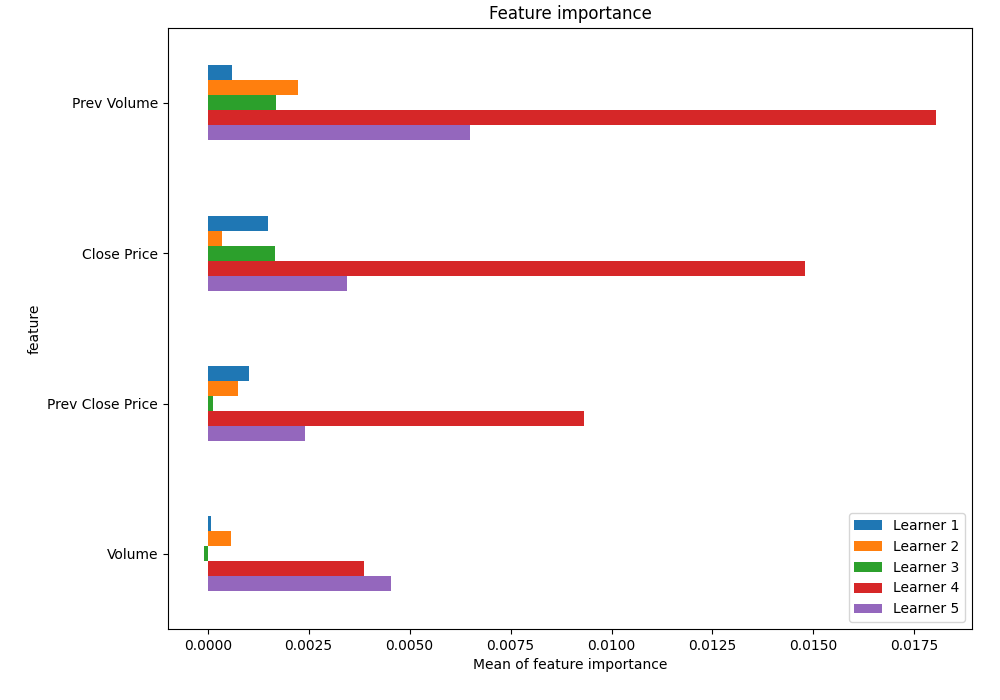 Feature importance
Prev Volume
Close Price
Prev Close Price
Volume
feature
Learner 1
Learner 2
Learner 3
Learner 4
Learner 5
0.0000 0.0025 0.0050 0.0075 0.0100 0.0125 0.0150 0.0175
Mean of feature importance